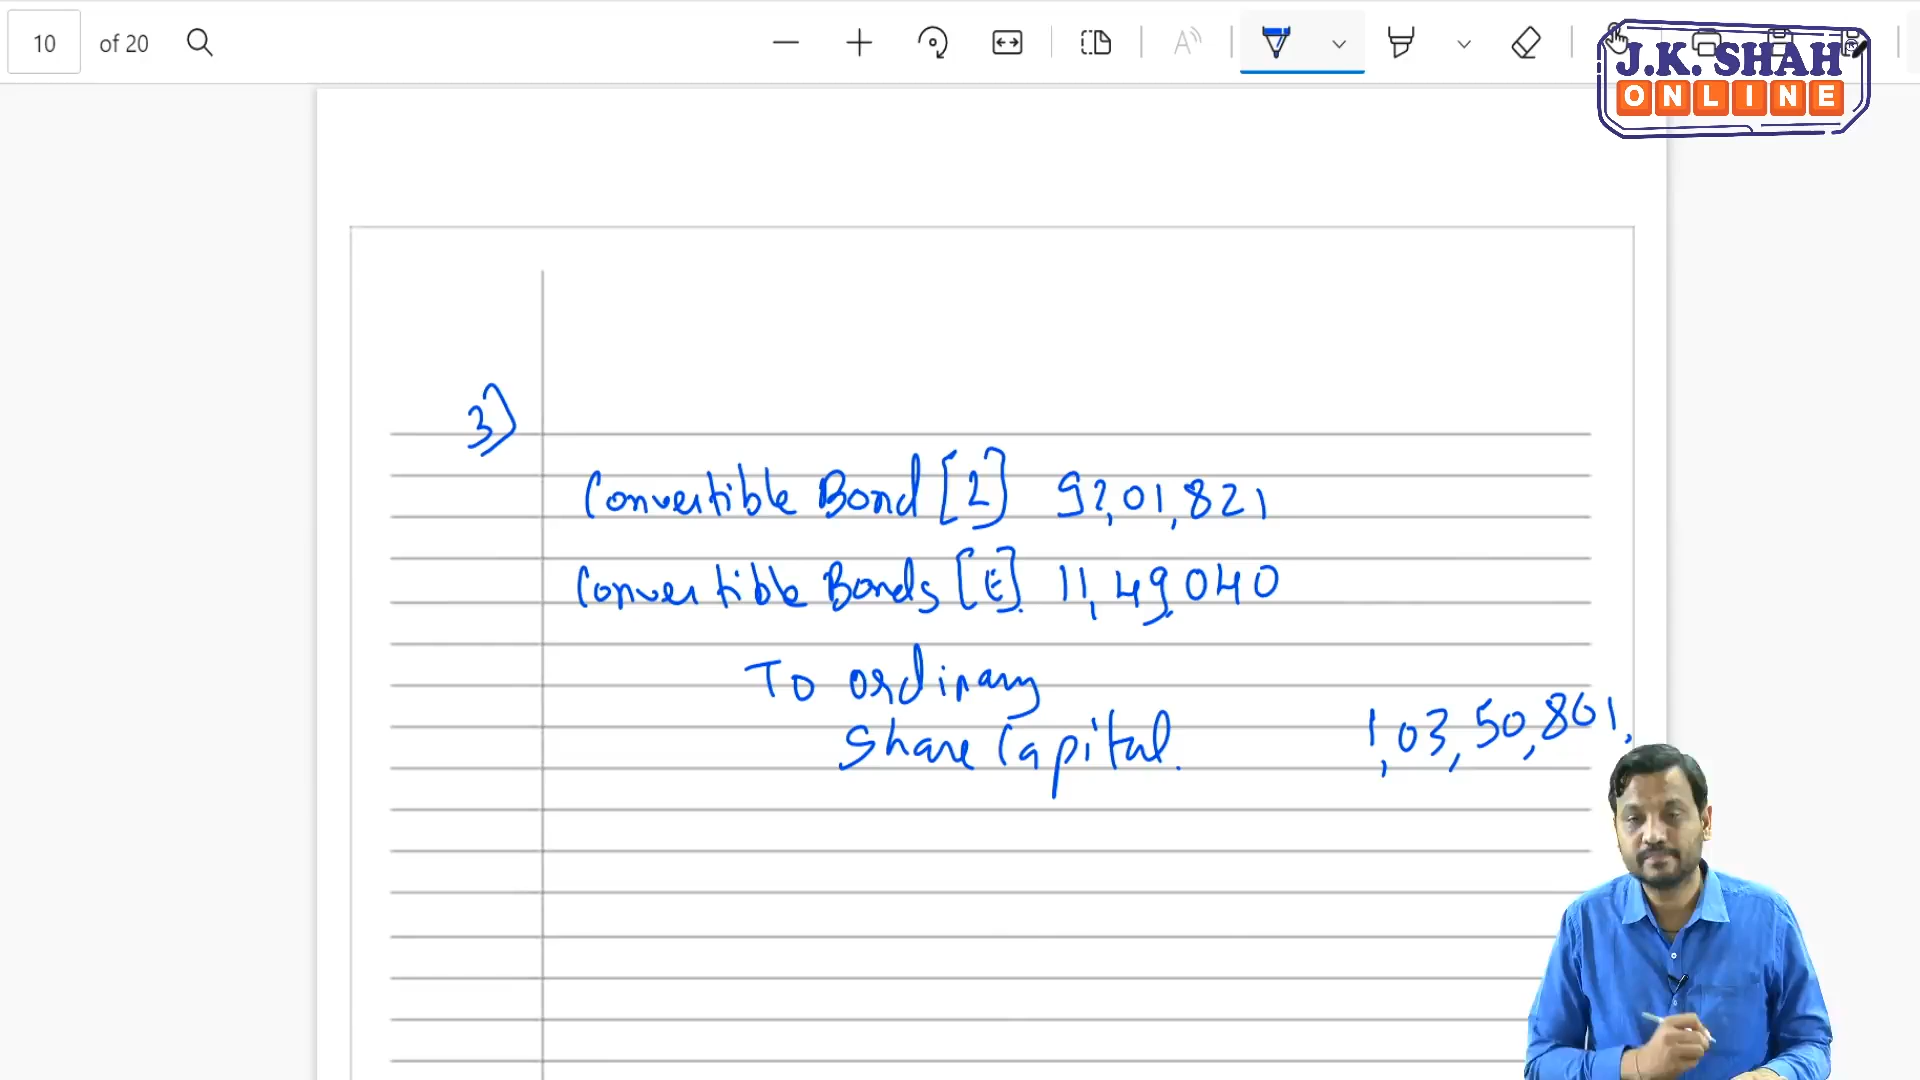 10 of 20
J.K. SHAH
ONLINE
3)
Convertible Bond [L] 92,01,821
Convertible Bonds [E] 11,49,040
To ordinary
Share Capital. 1,03,50,861